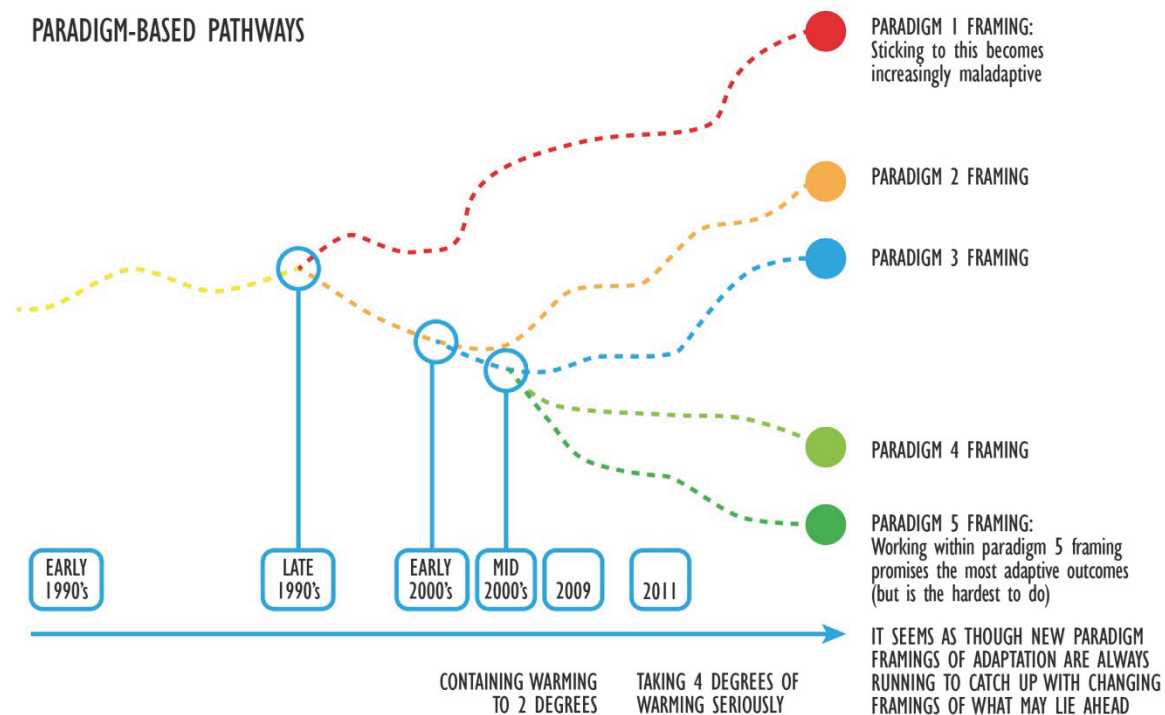 PARADIGM-BASED PATHWAYS
PARADIGM 1 FRAMING:
Sticking to this becomes
increasingly maladaptive
PARADIGM 2 FRAMING
PARADIGM 3 FRAMING
PARADIGM 4 FRAMING
PARADIGM 5 FRAMING:
Working within paradigm 5 framing
promises the most adaptive outcomes
(but is the hardest to do)
EARLY
1990's
LATE
1990's
EARLY
2000's
MID
2000's
2009
2011
CONTAINING WARMING
TO 2 DEGREES
TAKING 4 DEGREES OF
WARMING SERIOUSLY
IT SEEMS AS THOUGH NEW PARADIGM
FRAMINGS OF ADAPTATION ARE ALWAYS
RUNNING TO CATCH UP WITH CHANGING
FRAMINGS OF WHAT MAY LIE AHEAD